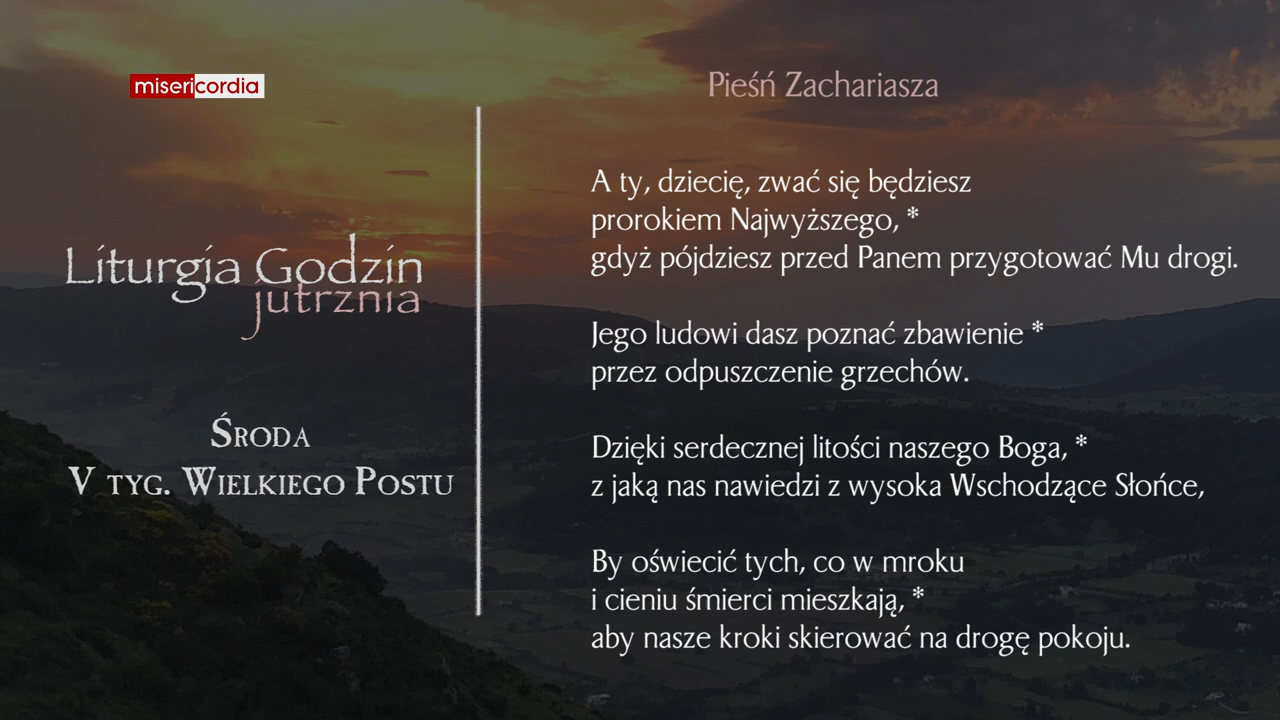 misericordia
Liturgia Godzin
jutrznia
Środa
V tyg. Wielkiego Postu
Pieśń Zachariasza
A ty, dziecię, zwać się będziesz
prorokiem Najwyższego, *
gdyż pójdziesz przed Panem przygotować Mu drogi.
Jego ludowi dasz poznać zbawienie *
przez odpuszczenie grzechów.
Dzięki serdecznej litości naszego Boga, *
z jaką nas nawiedzi z wysoka Wschodzące Słońce,
By oświecić tych, co w mroku
i cieniu śmierci mieszkają, *
aby nasze kroki skierować na drogę pokoju.